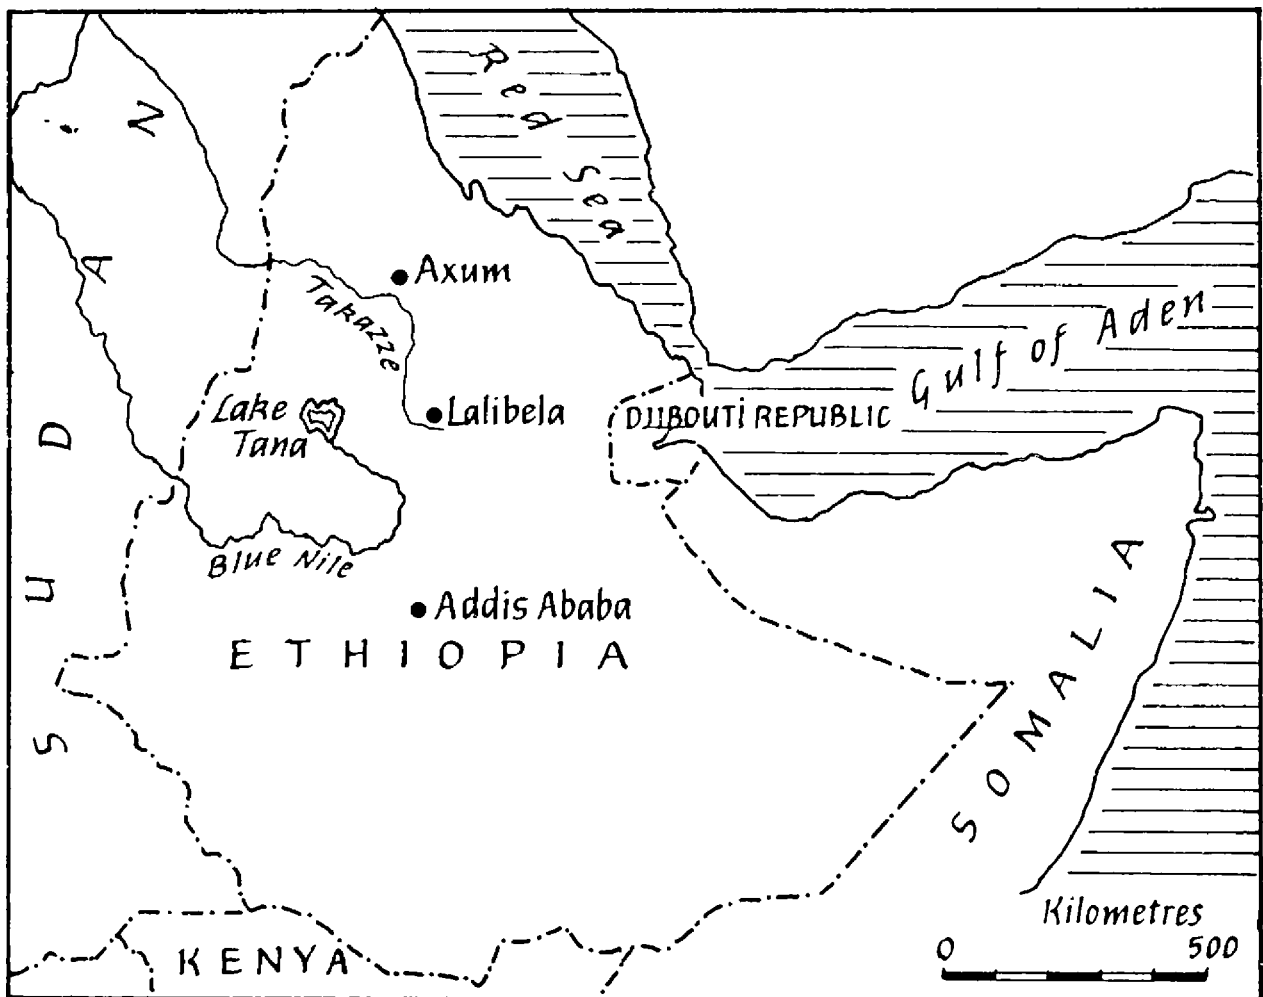 Red Sea
SUDAN
Axum
Takazze
Gulf of Aden
Lake
Tana
Lalibela
DJIBOUTI REPUBLIC
Blue Nile
Addis Ababa
ETHIOPIA
SOMALIA
Kilometres
0 500
KENYA